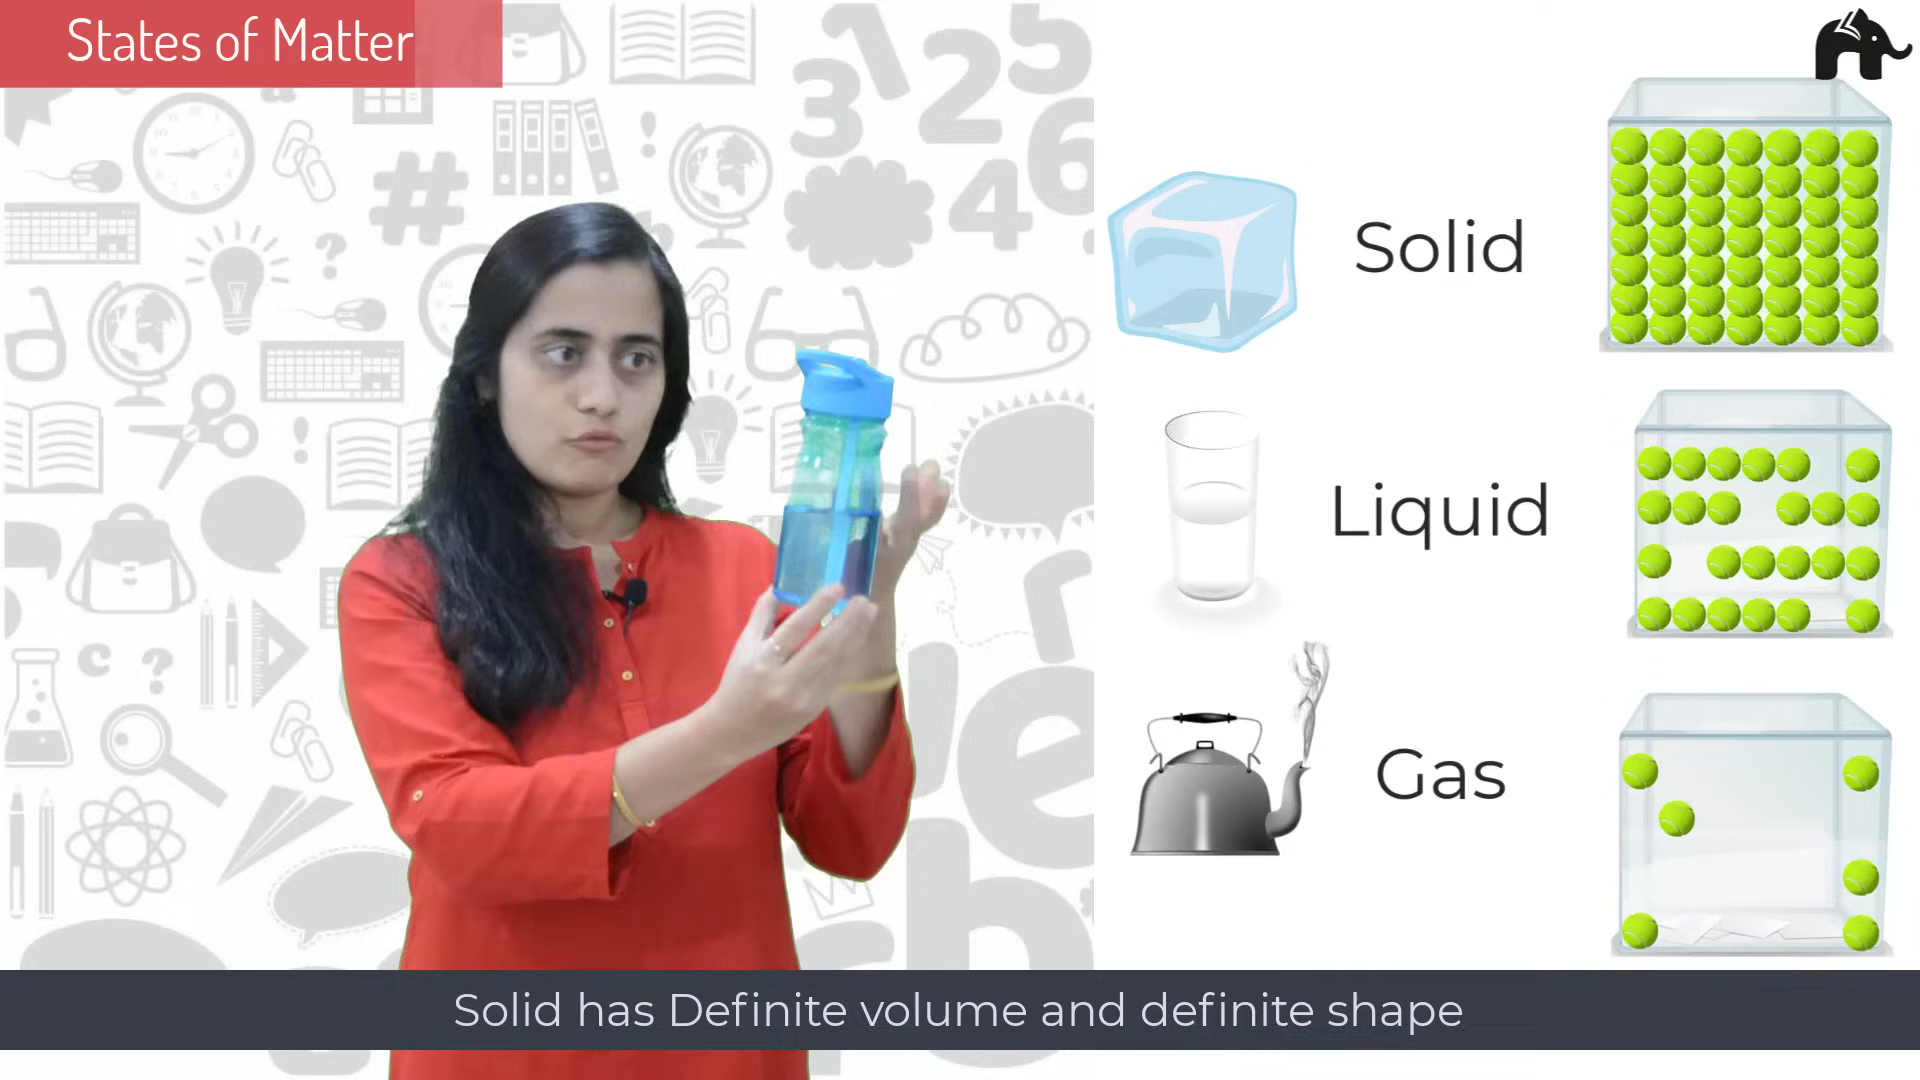 States of Matter
Solid
Liquid
Gas
Solid has Definite volume and definite shape